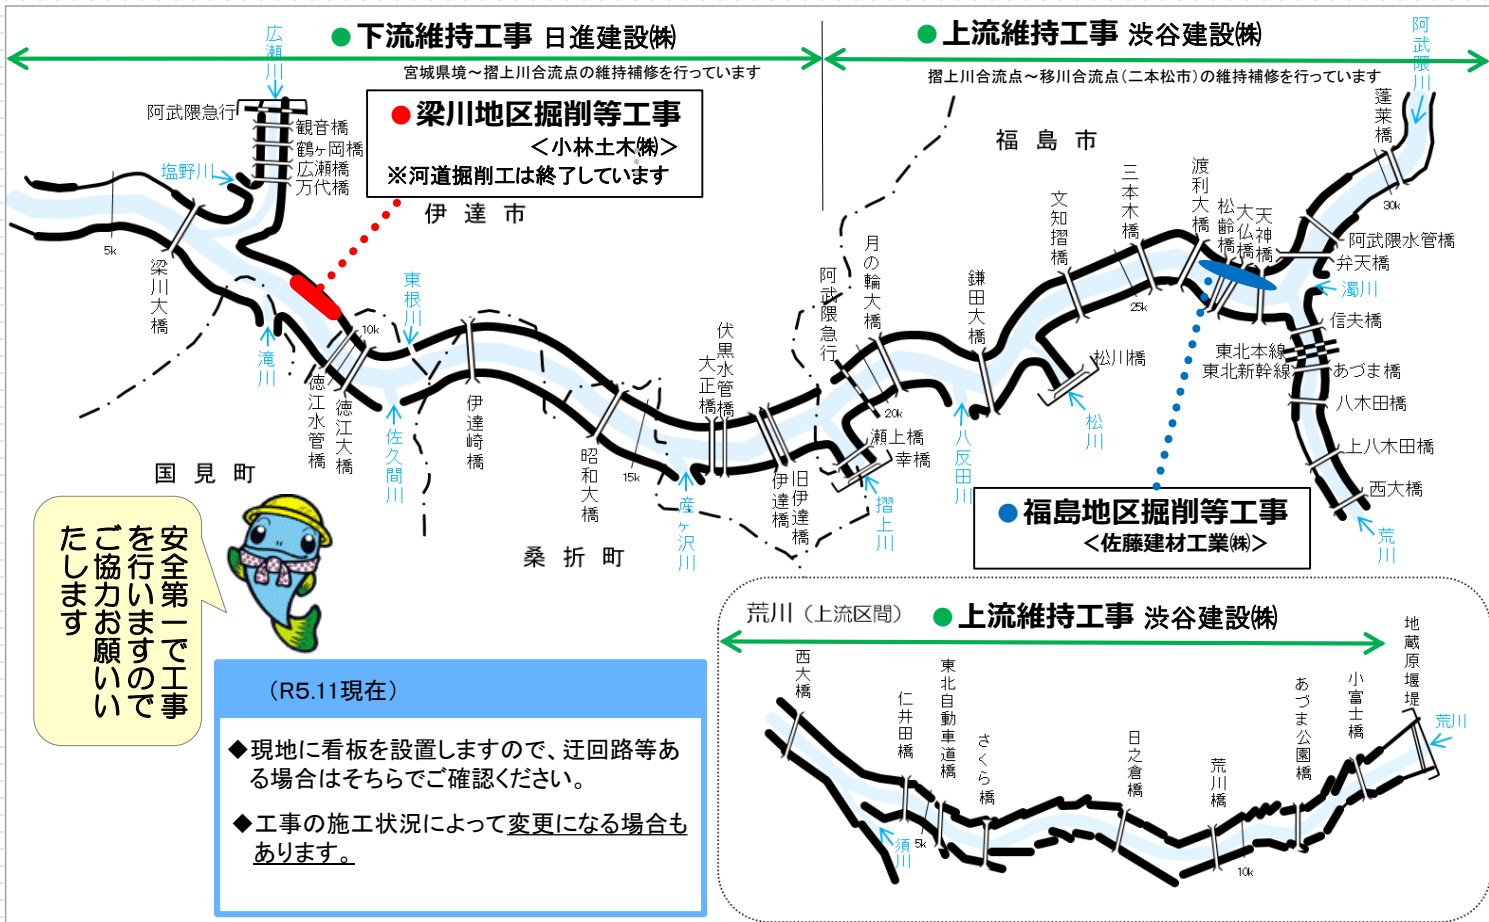 ●下流維持工事 日進建設㈱
宮城県境～摺上川合流点の維持補修を行っています
●上流維持工事 渋谷建設㈱
摺上川合流点～移川合流点(二本松市)の維持補修を行っています
●梁川地区掘削等工事
＜小林土木㈱＞
※河道掘削工は終了しています
広瀬川
阿武隈急行
観音橋
鶴ヶ岡橋
広瀬橋
万代橋
塩野川
伊達市
福島市
阿武隈川
蓬莱橋
30k
阿武隈水管橋
弁天橋
濁川
信夫橋
東北本線
東北新幹線
あづま橋
八木田橋
上八木田橋
西大橋
荒川
天神橋
大仏橋
松齢橋
渡利大橋
三本木橋
25k
文知摺橋
松川橋
松川
鎌田大橋
八反田川
月の輪大橋
20k
阿武隈急行
瀬上橋
幸橋
摺上川
旧伊達橋
伊達橋
伏黒水管橋
大正橋
産ヶ沢川
15k
昭和大橋
伊達崎橋
東根川
佐久間川
10k
徳江大橋
徳江水管橋
滝川
梁川大橋
5k
国見町
桑折町
●福島地区掘削等工事
＜佐藤建材工業㈱＞
安全第一で工事
を行いますので
ご協力お願いい
たします
(R5.11現在)
◆現地に看板を設置しますので、迂回路等あ
る場合はそちらでご確認ください。
◆工事の施工状況によって変更になる場合も
あります。
荒川(上流区間)
●上流維持工事 渋谷建設㈱
西大橋
仁井田橋
東北自動車道橋
さくら橋
日之倉橋
荒川橋
あづま公園橋
小富士橋
地蔵原堰堤
荒川
須川
5k
10k